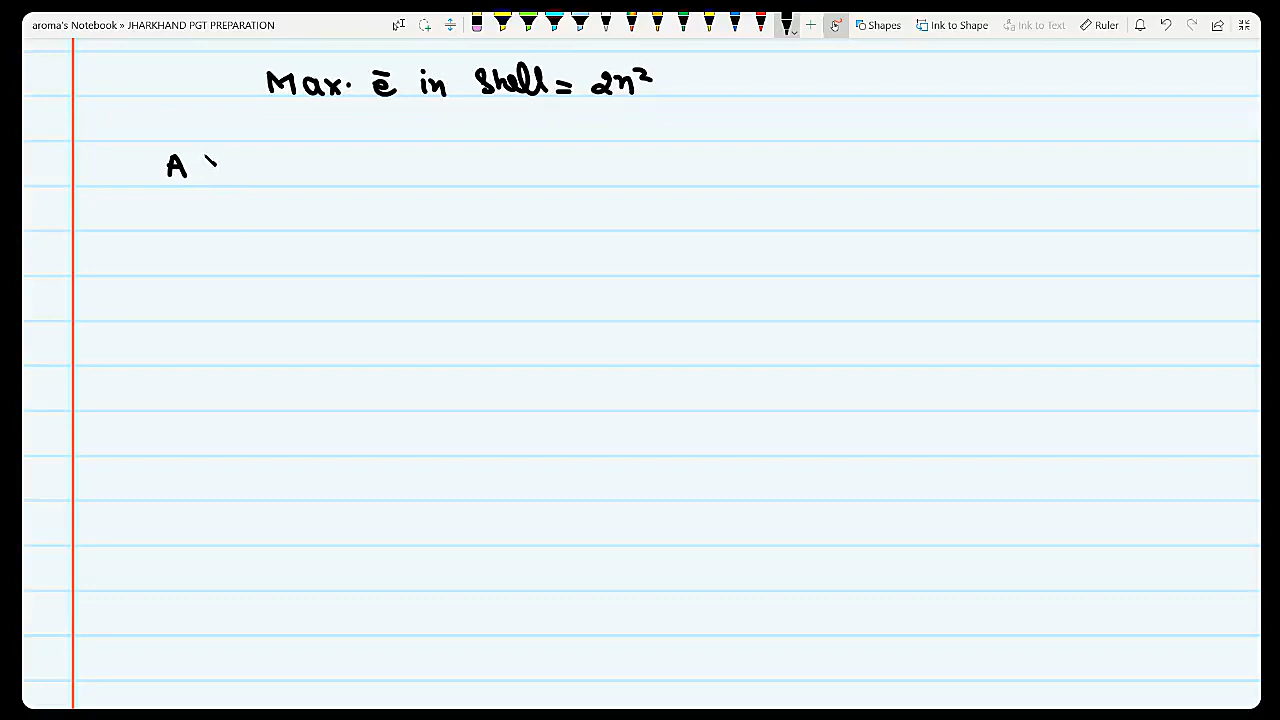 aroma's Notebook » JHARKHAND PGT PREPARATION Shapes Ink to Shape Ink to Text Ruler
Max. ē in Shell = 2n²
A